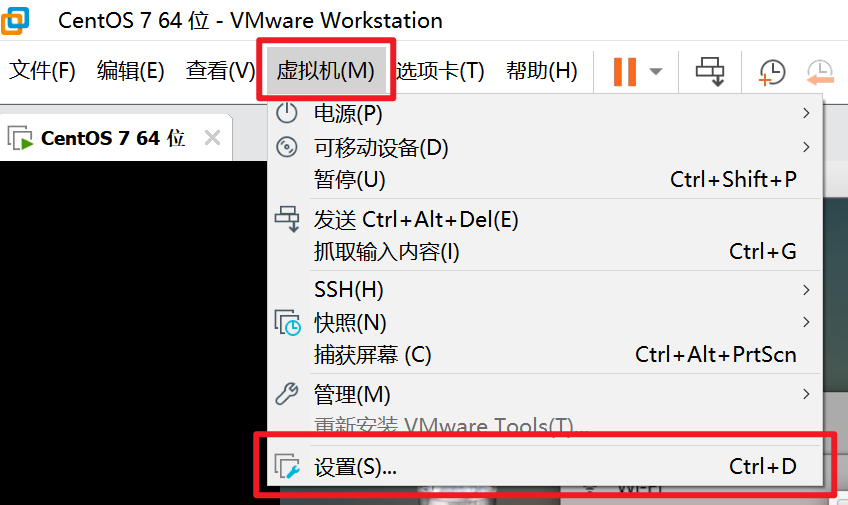 CentOS 7 64 位 - VMware Workstation
文件(F) 编辑(E) 查看(V) 虚拟机(M) 选项卡(T) 帮助(H)
CentOS 7 64 位
电源(P)
可移动设备(D)
暂停(U) Ctrl+Shift+P
发送 Ctrl+Alt+Del(E)
抓取输入内容(I) Ctrl+G
SSH(H)
快照(N)
捕获屏幕 (C) Ctrl+Alt+PrtScn
管理(M)
重新安装 VMware Tools(T)...
设置(S)... Ctrl+D
Wi-Fi